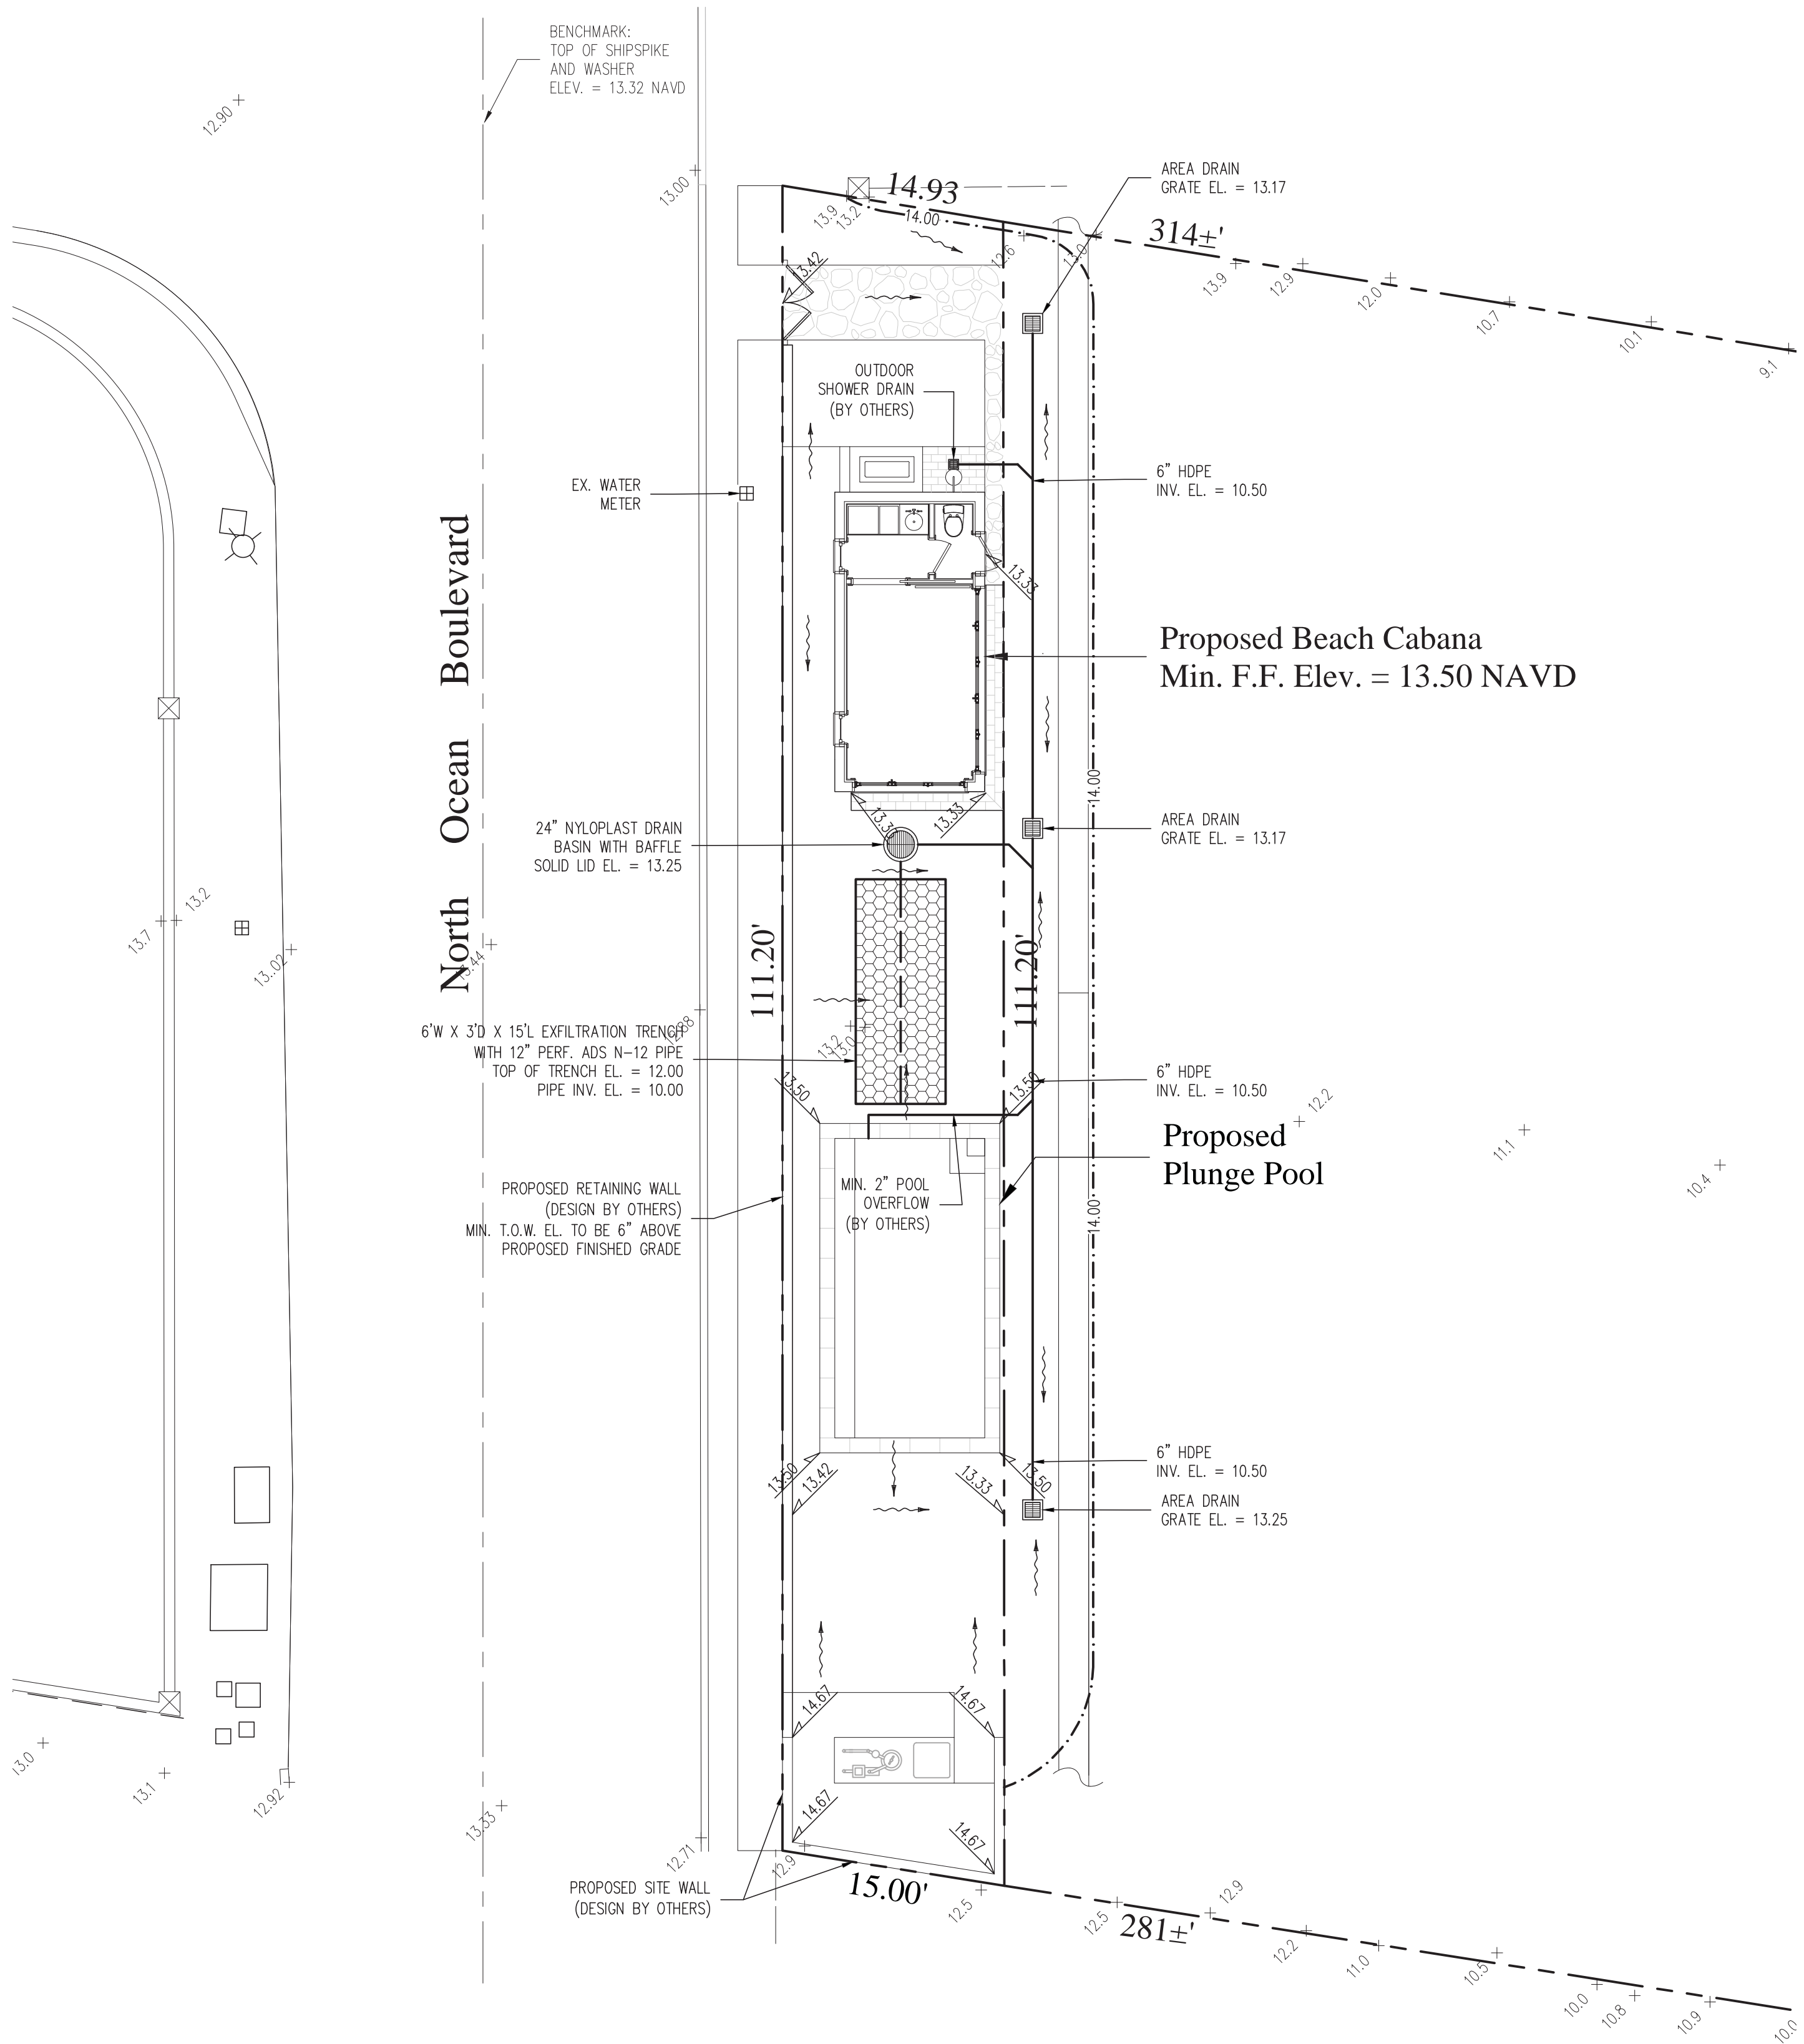 BENCHMARK:
TOP OF SHIPSPIKE
AND WASHER
ELEV. = 13.32 NAVD
12.90
13.00
AREA DRAIN
GRATE EL. = 13.17
14.93
13.9
13.2
14.00
314±'
12.6
13.0
13.42
13.9
12.9
12.0
10.7
10.1
9.1
OUTDOOR
SHOWER DRAIN
(BY OTHERS)
6" HDPE
INV. EL. = 10.50
EX. WATER
METER
13.33
North Ocean Boulevard
Proposed Beach Cabana
Min. F.F. Elev. = 13.50 NAVD
14.00
13.33
24" NYLOPLAST DRAIN
BASIN WITH BAFFLE
SOLID LID EL. = 13.25
AREA DRAIN
GRATE EL. = 13.17
13.7
13.2
13..02
111.20'
111.20'
6'W X 3'D X 15'L EXFILTRATION TRENCH
WITH 12" PERF. ADS N-12 PIPE
TOP OF TRENCH EL. = 12.00
PIPE INV. EL. = 10.00
13.2
13.0
13.50
13.50
6" HDPE
INV. EL. = 10.50
12.2
11.1
10.4
Proposed
Plunge Pool
MIN. 2" POOL
OVERFLOW
(BY OTHERS)
PROPOSED RETAINING WALL
(DESIGN BY OTHERS)
MIN. T.O.W. EL. TO BE 6" ABOVE
PROPOSED FINISHED GRADE
14.00
13.50
13.42
13.33
13.50
6" HDPE
INV. EL. = 10.50
AREA DRAIN
GRATE EL. = 13.25
14.67
14.67
14.67
14.67
13.0
13.1
12.92
13.33
12.71
12.9
PROPOSED SITE WALL
(DESIGN BY OTHERS)
15.00'
12.5
12.5
12.9
281±'
12.2
11.0
10.5
10.0
10.8
10.9
10.0